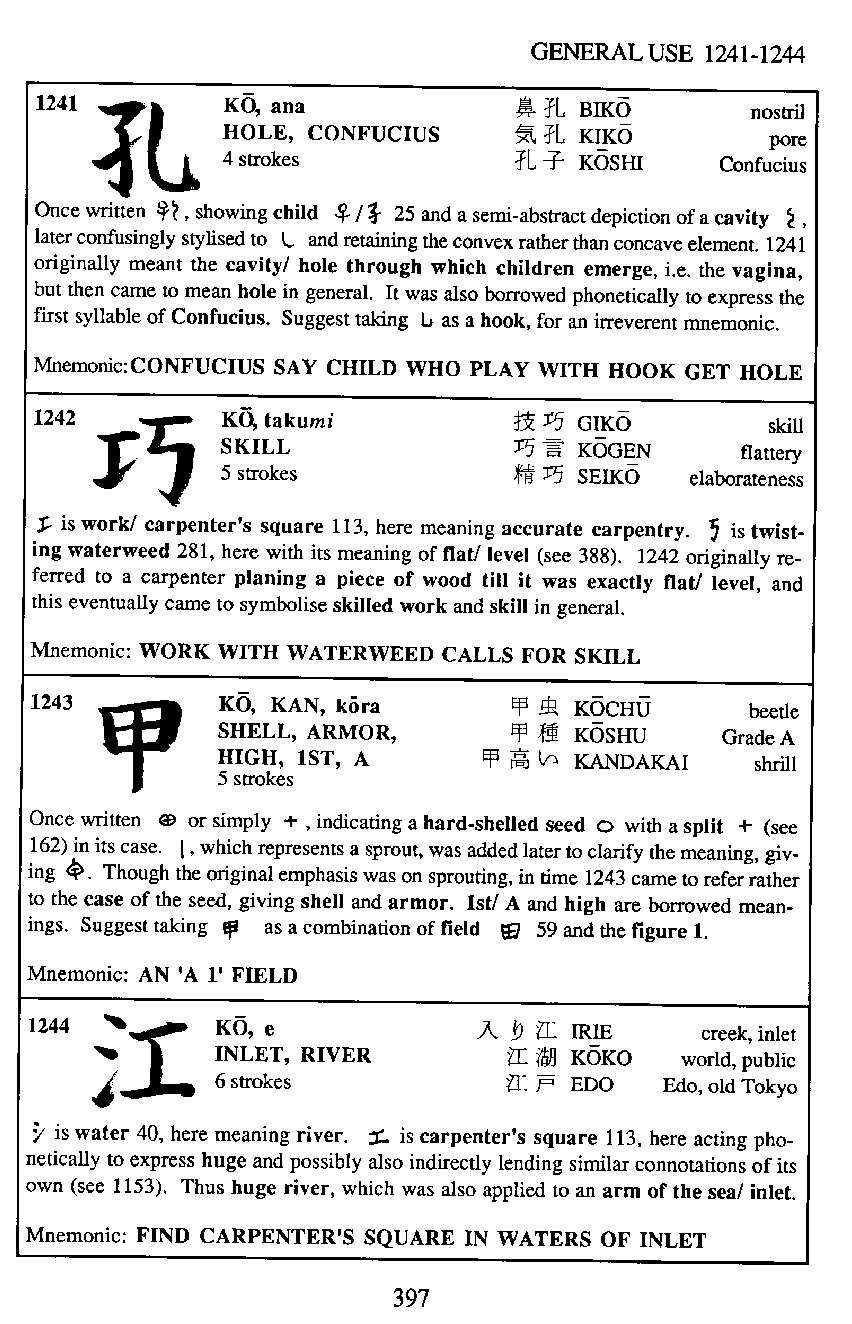 GENERAL USE 1241-1244
1241 孔 KŌ, ana 鼻孔 BIKŌ nostril
HOLE, CONFUCIUS 気孔 KIKŌ pore
4 strokes 孔子 KŌSHI Confucius
Once written , showing child / 25 and a semi-abstract depiction of a cavity ,
later confusingly stylised to ㇄ and retaining the convex rather than concave element. 1241
originally meant the cavity/ hole through which children emerge, i.e. the vagina,
but then came to mean hole in general. It was also borrowed phonetically to express the
first syllable of Confucius. Suggest taking ㇄ as a hook, for an irreverent mnemonic.
Mnemonic: CONFUCIUS SAY CHILD WHO PLAY WITH HOOK GET HOLE
1242 巧 KŌ, takumi 技巧 GIKŌ skill
SKILL 巧言 KŌGEN flattery
5 strokes 精巧 SEIKŌ elaborateness
工 is work/ carpenter's square 113, here meaning accurate carpentry. 丂 is twist-
ing waterweed 281, here with its meaning of flat/ level (see 388). 1242 originally re-
ferred to a carpenter planing a piece of wood till it was exactly flat/ level, and
this eventually came to symbolise skilled work and skill in general.
Mnemonic: WORK WITH WATERWEED CALLS FOR SKILL
1243 甲 KŌ, KAN, kōra 甲虫 KŌCHŪ beetle
SHELL, ARMOR, 甲種 KŌSHU Grade A
HIGH, 1ST, A 甲高い KANDAKAI shrill
5 strokes
Once written ⊕ or simply + , indicating a hard-shelled seed ○ with a split + (see
162) in its case. | , which represents a sprout, was added later to clarify the meaning, giv-
ing . Though the original emphasis was on sprouting, in time 1243 came to refer rather
to the case of the seed, giving shell and armor. 1st/ A and high are borrowed mean-
ings. Suggest taking 甲 as a combination of field 田 59 and the figure 1.
Mnemonic: AN 'A 1' FIELD
1244 江 KŌ, e 入り江 IRIE creek, inlet
INLET, RIVER 江湖 KŌKO world, public
6 strokes 江戸 EDO Edo, old Tokyo
氵 is water 40, here meaning river. 工 is carpenter's square 113, here acting pho-
netically to express huge and possibly also indirectly lending similar connotations of its
own (see 1153). Thus huge river, which was also applied to an arm of the sea/ inlet.
Mnemonic: FIND CARPENTER'S SQUARE IN WATERS OF INLET
397